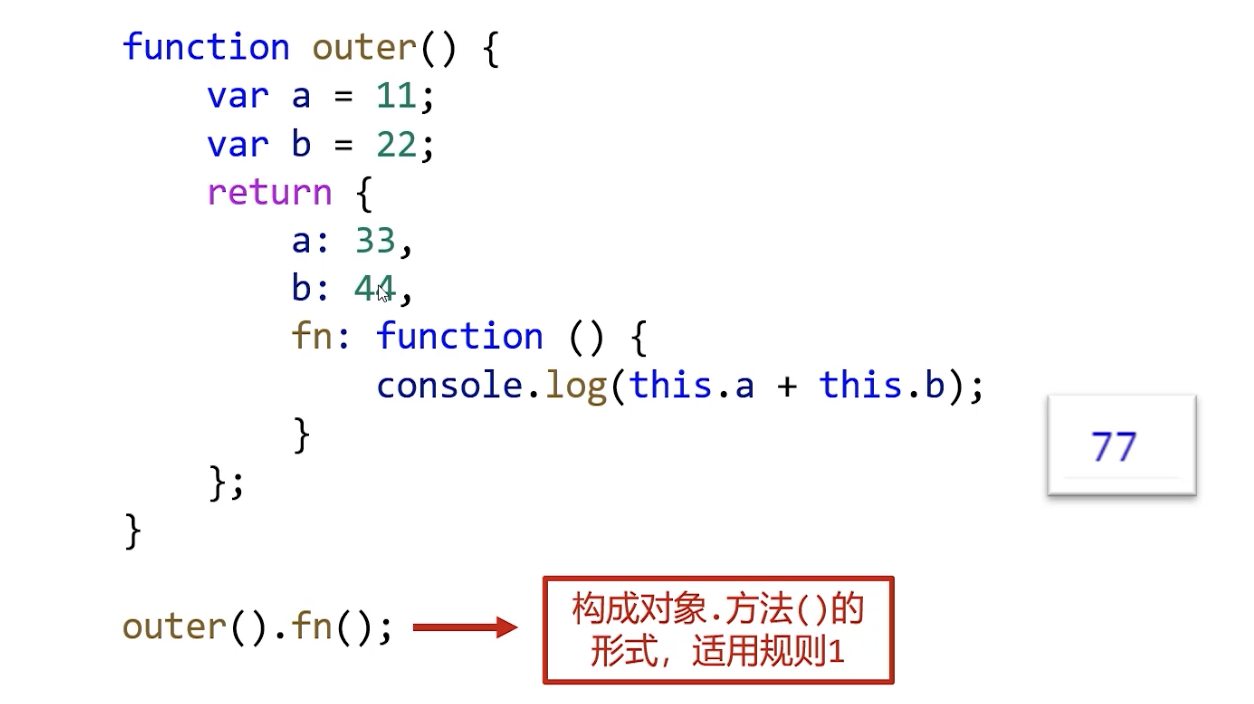 function outer() {
    var a = 11;
    var b = 22;
    return {
        a: 33,
        b: 44,
        fn: function () {
            console.log(this.a + this.b);
        }
    };
}
77
outer().fn();
构成对象.方法()的
形式，适用规则1